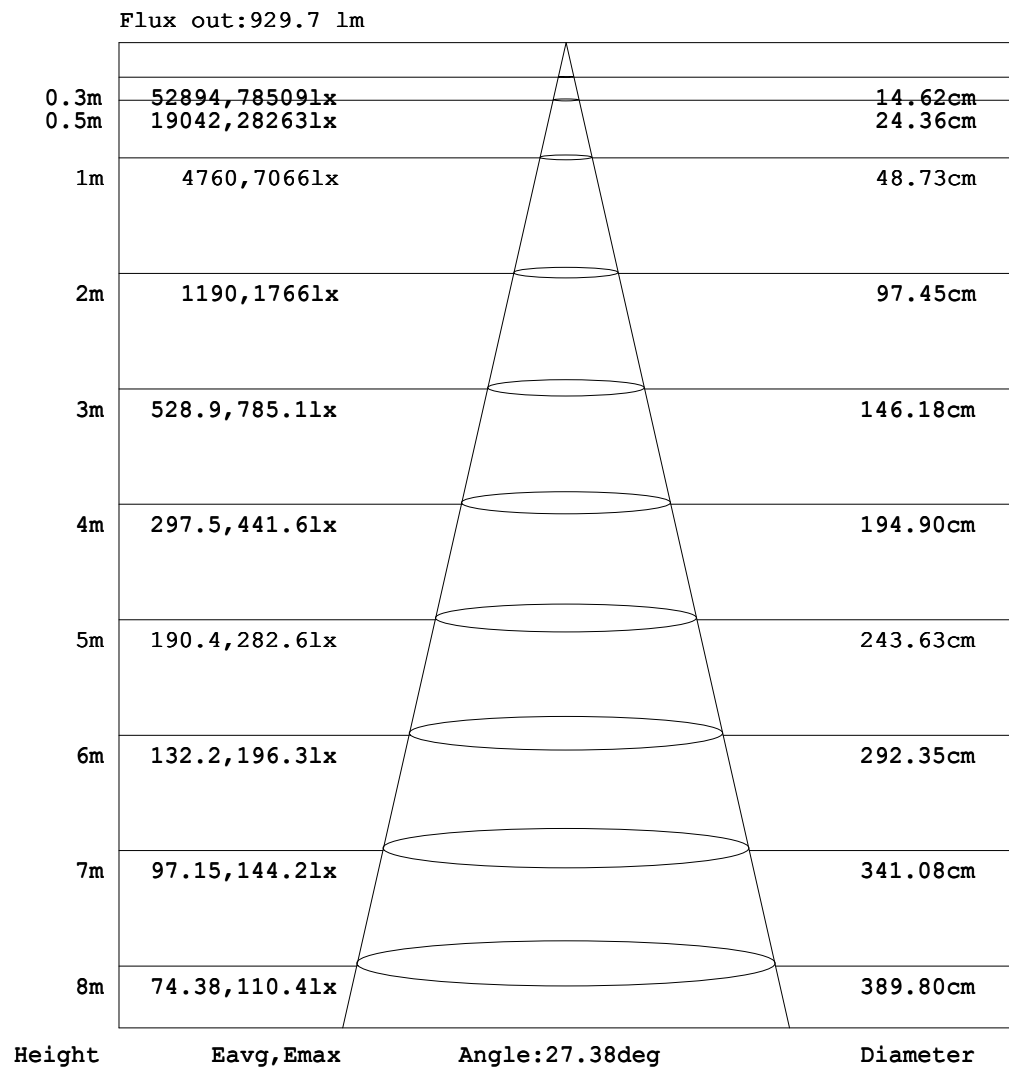 Flux out:929.7 lm
0.3m 52894,78509lx 14.62cm
0.5m 19042,28263lx 24.36cm
1m 4760,7066lx 48.73cm
2m 1190,1766lx 97.45cm
3m 528.9,785.1lx 146.18cm
4m 297.5,441.6lx 194.90cm
5m 190.4,282.6lx 243.63cm
6m 132.2,196.3lx 292.35cm
7m 97.15,144.2lx 341.08cm
8m 74.38,110.4lx 389.80cm
Height Eavg,Emax Angle:27.38deg Diameter